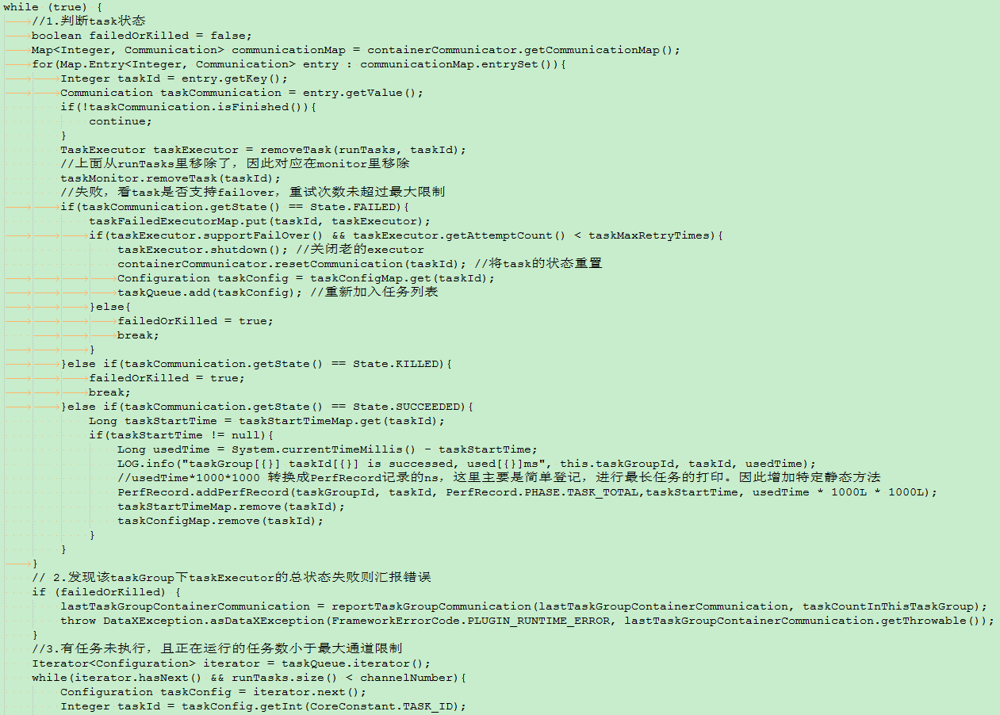 while (true) {
//1.判断task状态
boolean failedOrKilled = false;
Map<Integer, Communication> communicationMap = containerCommunicator.getCommunicationMap();
for(Map.Entry<Integer, Communication> entry : communicationMap.entrySet()){
Integer taskId = entry.getKey();
Communication taskCommunication = entry.getValue();
if(!taskCommunication.isFinished()){
continue;
}
TaskExecutor taskExecutor = removeTask(runTasks, taskId);
//上面从runTasks里移除了，因此对应在monitor里移除
taskMonitor.removeTask(taskId);
//失败，看task是否支持failover，重试次数未超过最大限制
if(taskCommunication.getState() == State.FAILED){
taskFailedExecutorMap.put(taskId, taskExecutor);
if(taskExecutor.supportFailOver() && taskExecutor.getAttemptCount() < taskMaxRetryTimes){
taskExecutor.shutdown(); //关闭老的executor
containerCommunicator.resetCommunication(taskId); //将task的状态重置
Configuration taskConfig = taskConfigMap.get(taskId);
taskQueue.add(taskConfig); //重新加入任务列表
}else{
failedOrKilled = true;
break;
}
}else if(taskCommunication.getState() == State.KILLED){
failedOrKilled = true;
break;
}else if(taskCommunication.getState() == State.SUCCEEDED){
Long taskStartTime = taskStartTimeMap.get(taskId);
if(taskStartTime != null){
Long usedTime = System.currentTimeMillis() - taskStartTime;
LOG.info("taskGroup[{}] taskId[{}] is successed, used[{}]ms", this.taskGroupId, taskId, usedTime);
//usedTime*1000*1000 转换成PerfRecord记录的ns，这里主要是简单登记，进行最长任务的打印。因此增加特定静态方法
PerfRecord.addPerfRecord(taskGroupId, taskId, PerfRecord.PHASE.TASK_TOTAL,taskStartTime, usedTime * 1000L * 1000L);
taskStartTimeMap.remove(taskId);
taskConfigMap.remove(taskId);
}
}
}
// 2.发现该taskGroup下taskExecutor的总状态失败则汇报错误
if (failedOrKilled) {
lastTaskGroupContainerCommunication = reportTaskGroupCommunication(lastTaskGroupContainerCommunication, taskCountInThisTaskGroup);
throw DataXException.asDataXException(FrameworkErrorCode.PLUGIN_RUNTIME_ERROR, lastTaskGroupContainerCommunication.getThrowable());
}
//3.有任务未执行，且正在运行的任务数小于最大通道限制
Iterator<Configuration> iterator = taskQueue.iterator();
while(iterator.hasNext() && runTasks.size() < channelNumber){
Configuration taskConfig = iterator.next();
Integer taskId = taskConfig.getInt(CoreConstant.TASK_ID);